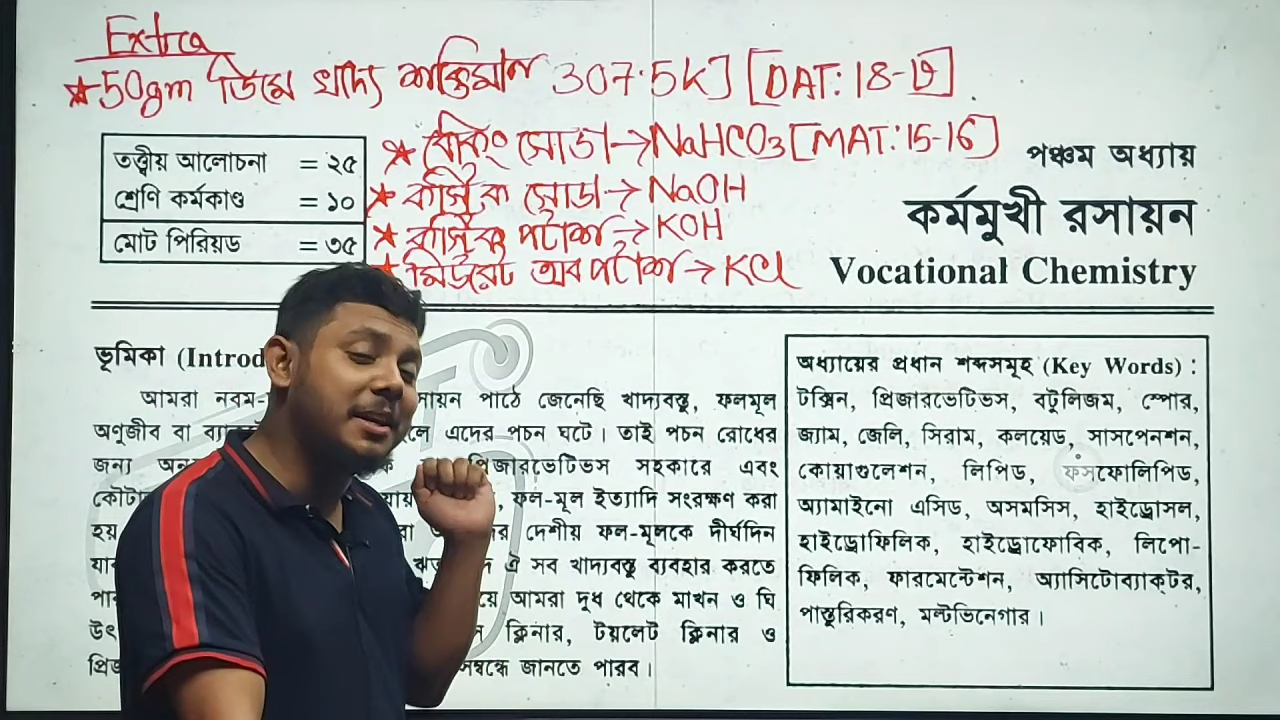 Extra
★ 50gm ডিমে খাদ্য শক্তিমান 307.5KJ [DAT: 18-19]
★ বেকিং সোডা → NaHCO3 [MAT: 15-16]
★ কস্টিক সোডা → NaOH
★ কস্টিক পটাশ → KOH
★ মিউরেট অব পটাশ → KCl
তত্ত্বীয় আলোচনা = ২৫
শ্রেণি কর্মকাণ্ড = ১০
মোট পিরিয়ড = ৩৫
পঞ্চম অধ্যায়
কর্মমুখী রসায়ন
Vocational Chemistry
ভূমিকা (Introd
আমরা নবম- সায়ন পাঠে জেনেছি খাদ্যবস্তু, ফলমূল
অণুজীব বা ব্যাক লে এদের পচন ঘটে। তাই পচন রোধের
জন্য অন ক প্রিজারভেটিভস সহকারে এবং
কৌটা ায় , ফল-মূল ইত্যাদি সংরক্ষণ করা
হয় রা দের দেশীয় ফল-মূলকে দীর্ঘদিন
যাব ঐ সব খাদ্যবস্তু ব্যবহার করতে
পার য়ে আমরা দুধ থেকে মাখন ও ঘি
উৎ স ক্লিনার, টয়লেট ক্লিনার ও
প্রিজ সম্বন্ধে জানতে পারব।
অধ্যায়ের প্রধান শব্দসমূহ (Key Words) :
টক্সিন, প্রিজারভেটিভস, বটুলিজম, স্পোর,
জ্যাম, জেলি, সিরাম, কলয়েড, সাসপেনশন,
কোয়াগুলেশন, লিপিড, ফসফোলিপিড,
অ্যামাইনো এসিড, অসমসিস, হাইড্রোসল,
হাইড্রোফিলিক, হাইড্রোফোবিক, লিপো-
ফিলিক, ফারমেন্টেশন, অ্যাসিটোব্যাক্টর,
পাস্তুরিকরণ, মল্টভিনেগার।